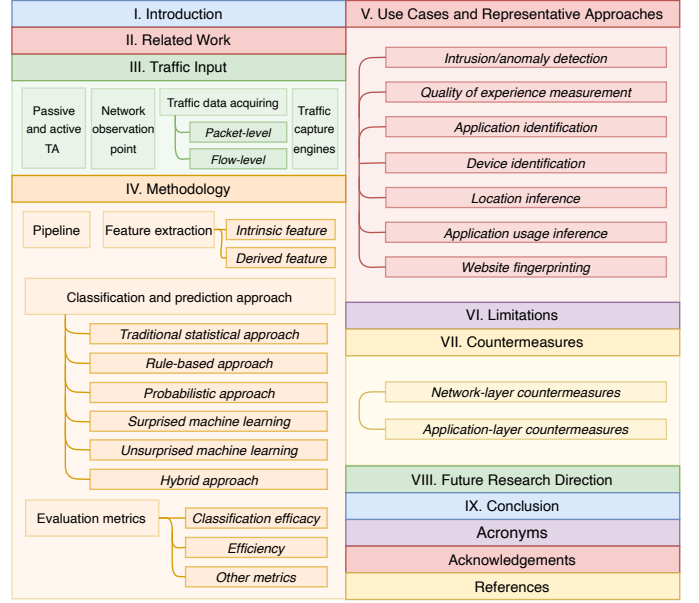 I. Introduction
II. Related Work
III. Traffic Input
Passive
and active
TA
Network
observation
point
Traffic data acquiring
Packet-level
Flow-level
Traffic
capture
engines
IV. Methodology
Pipeline
Feature extraction
Intrinsic feature
Derived feature
Classification and prediction approach
Traditional statistical approach
Rule-based approach
Probabilistic approach
Surprised machine learning
Unsurprised machine learning
Hybrid approach
Evaluation metrics
Classification efficacy
Efficiency
Other metrics
V. Use Cases and Representative Approaches
Intrusion/anomaly detection
Quality of experience measurement
Application identification
Device identification
Location inference
Application usage inference
Website fingerprinting
VI. Limitations
VII. Countermeasures
Network-layer countermeasures
Application-layer countermeasures
VIII. Future Research Direction
IX. Conclusion
Acronyms
Acknowledgements
References